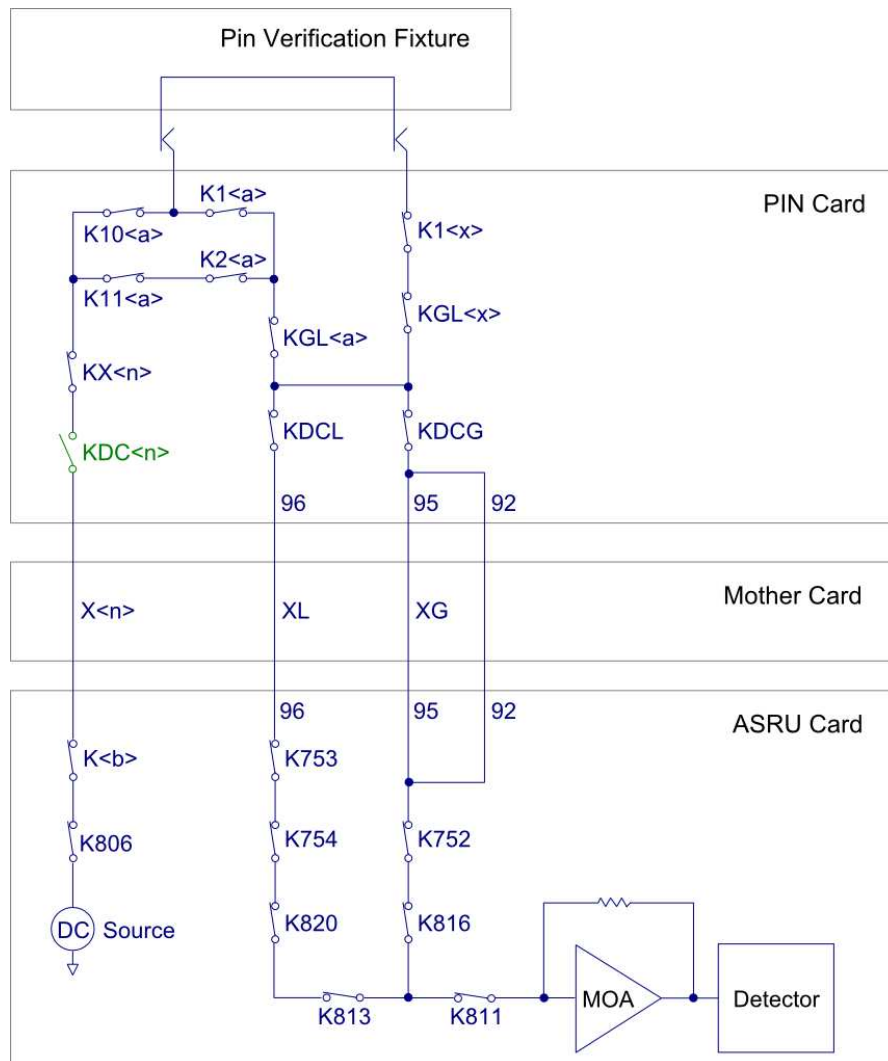 Pin Verification Fixture
PIN Card
K1<a>
K10<a>
K1<x>
K2<a>
K11<a>
KGL<x>
KGL<a>
KX<n>
KDCL
KDCG
KDC<n>
96
95
92
Mother Card
X<n>
XL
XG
96
95
92
ASRU Card
K<b>
K753
K806
K754
K752
DC Source
K820
K816
MOA
Detector
K813
K811